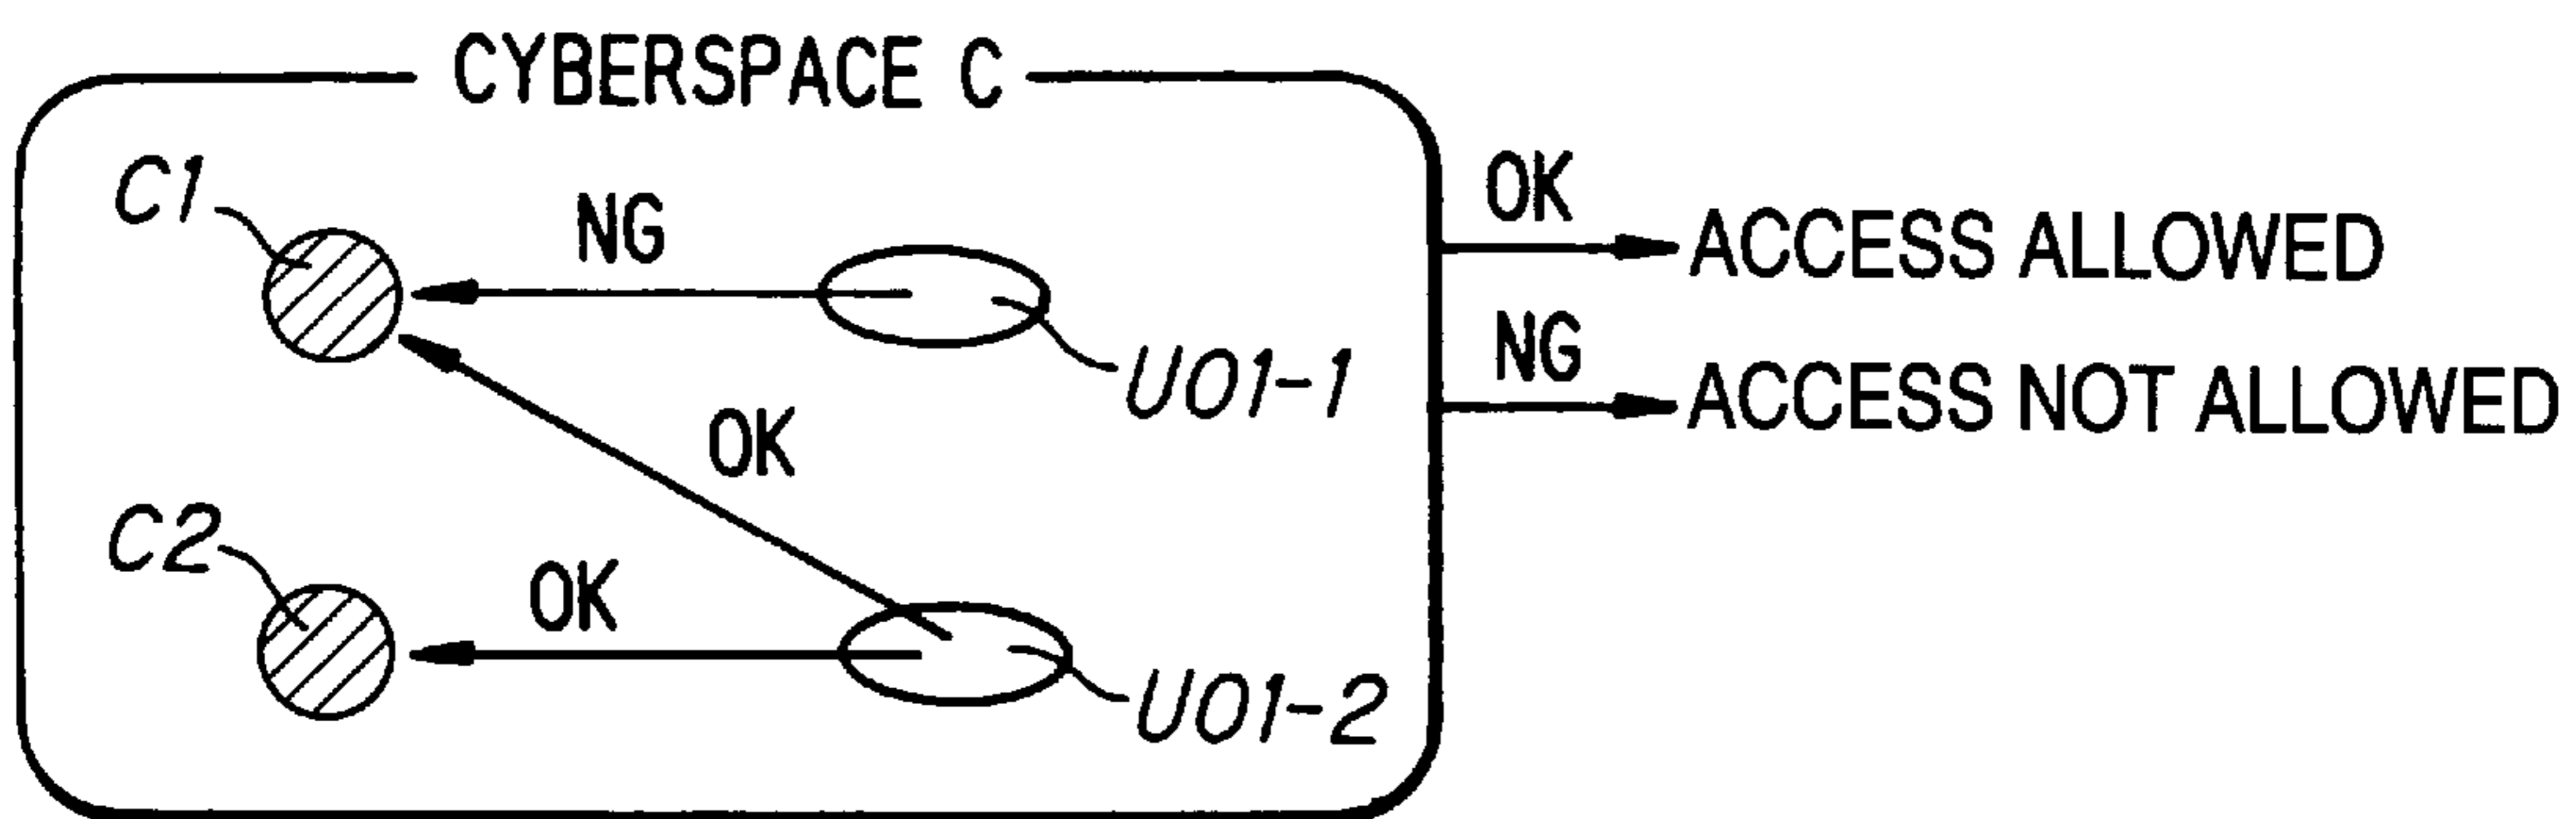 CYBERSPACE C
C1
NG
U01-1
OK
C2
OK
U01-2
OK
ACCESS ALLOWED
NG
ACCESS NOT ALLOWED